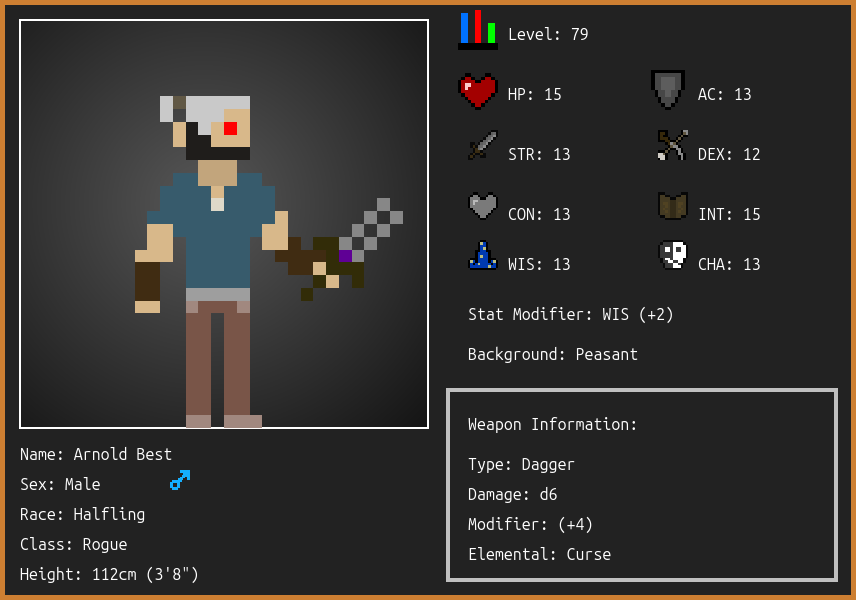 Level: 79
HP: 15
AC: 13
STR: 13
DEX: 12
CON: 13
INT: 15
WIS: 13
CHA: 13
Stat Modifier: WIS (+2)
Background: Peasant
Weapon Information:
Type: Dagger
Damage: d6
Modifier: (+4)
Elemental: Curse
Name: Arnold Best
Sex: Male
Race: Halfling
Class: Rogue
Height: 112cm (3'8")